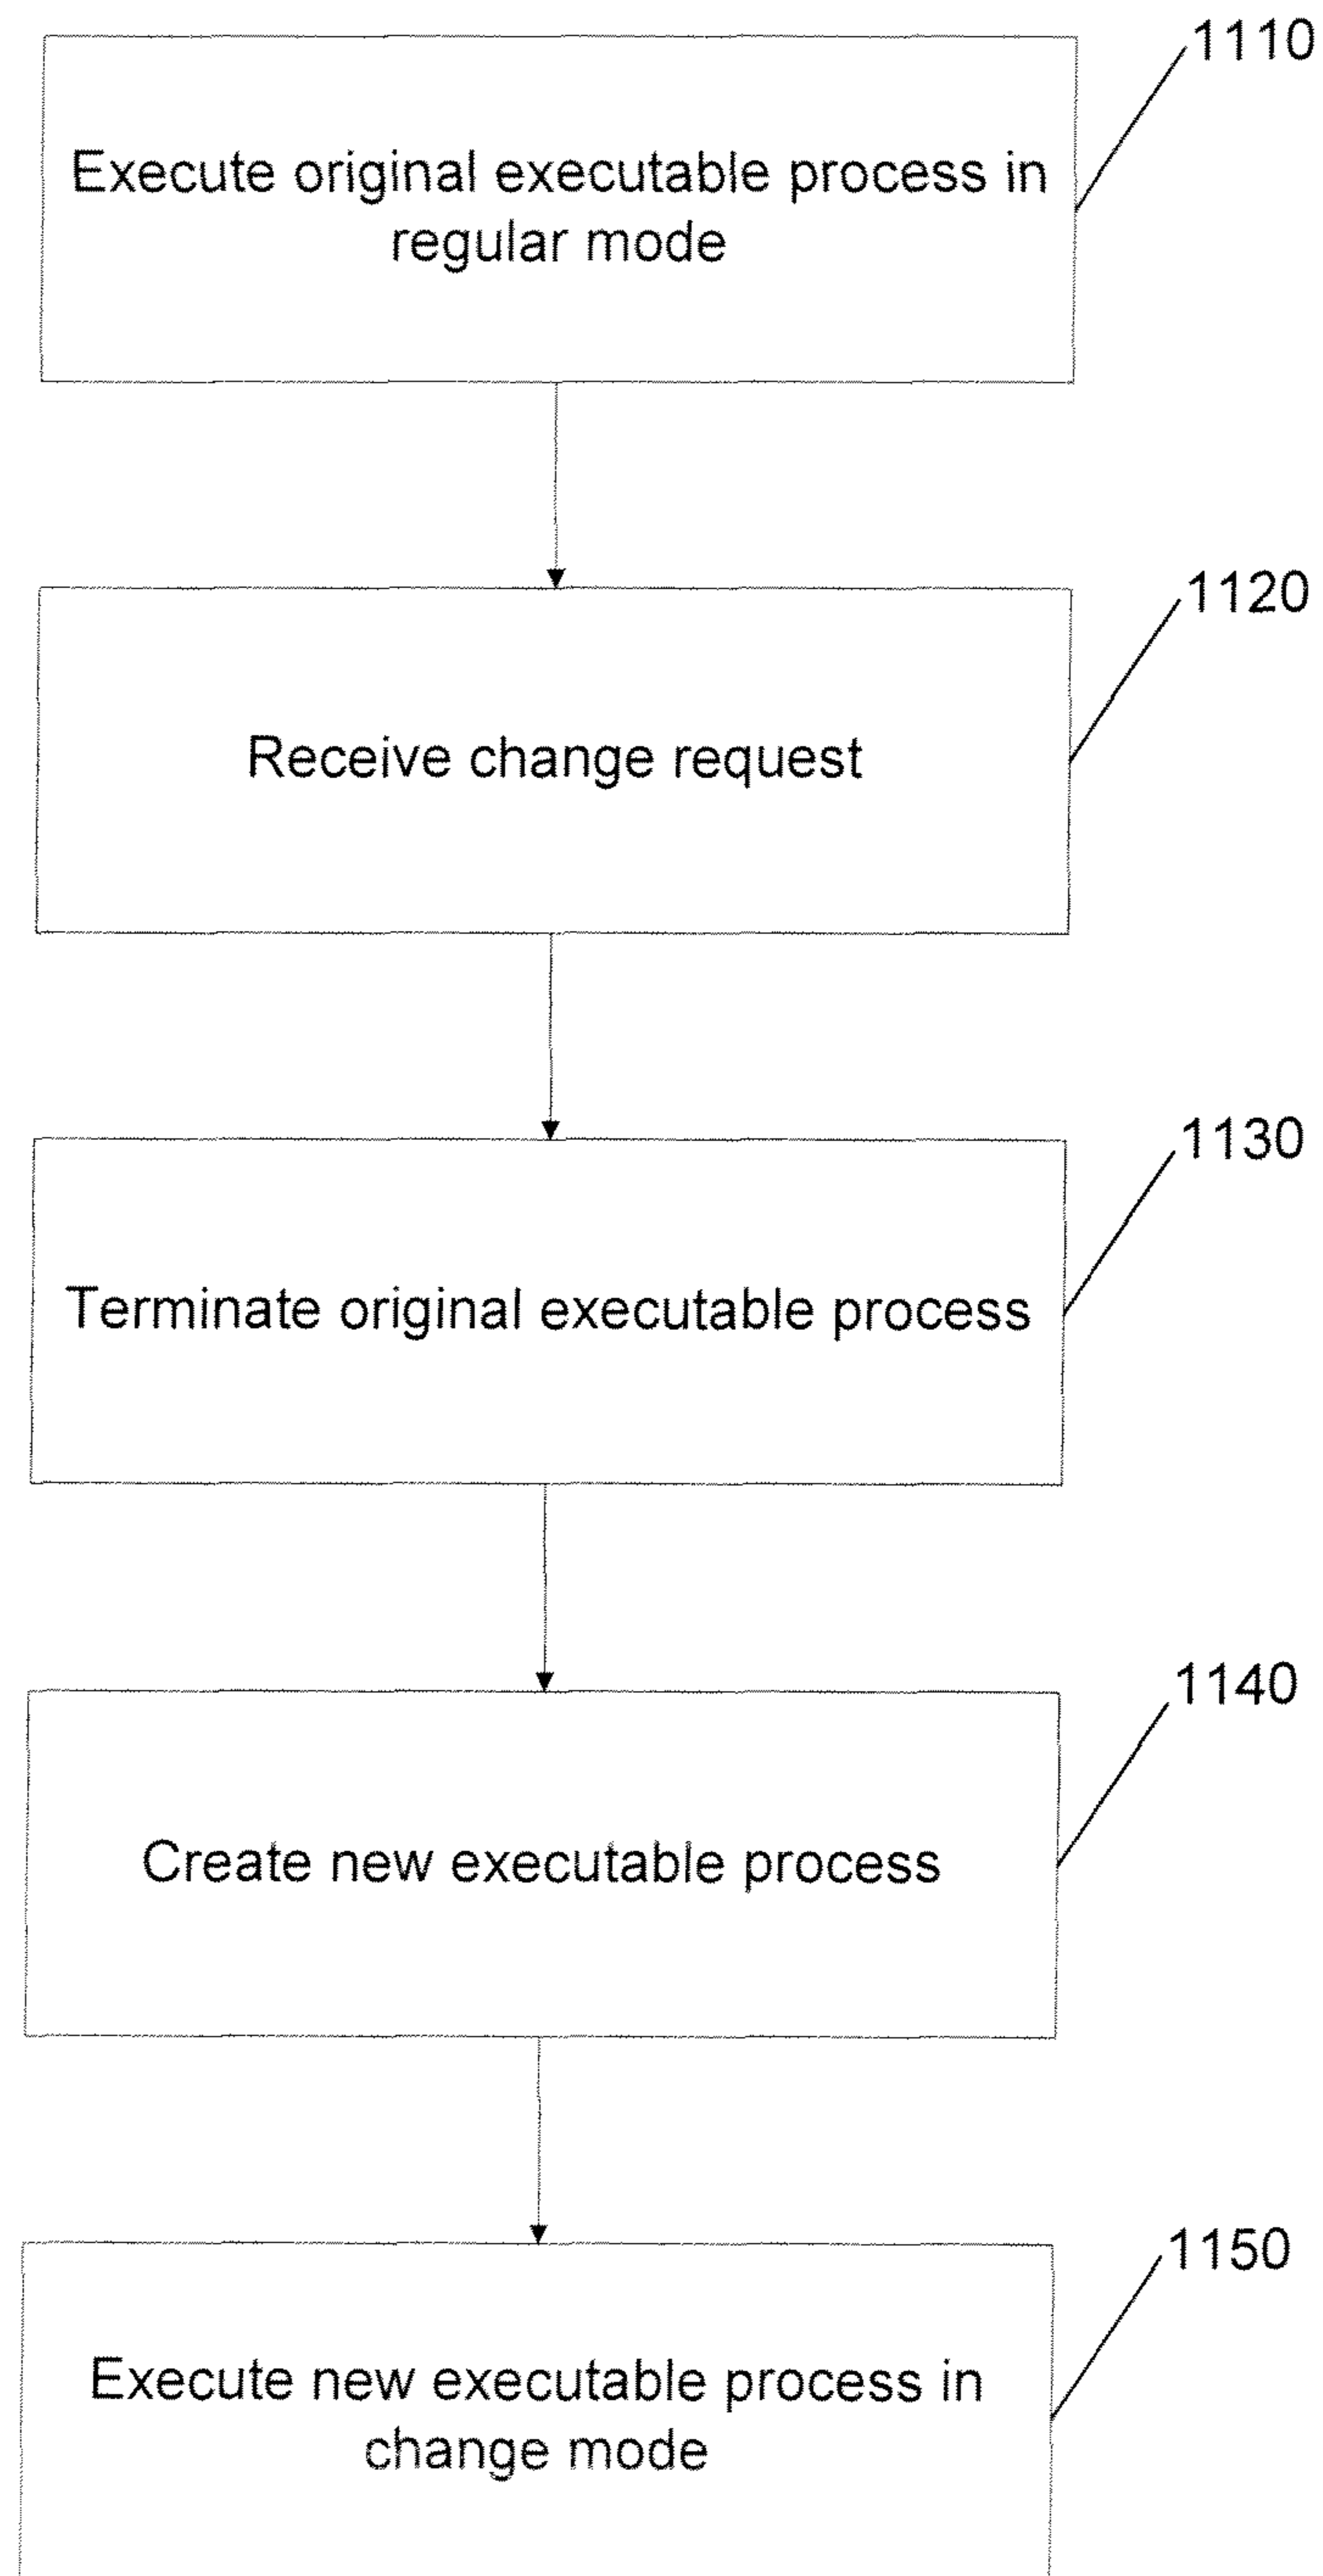 1110
Execute original executable process in
regular mode
1120
Receive change request
1130
Terminate original executable process
1140
Create new executable process
1150
Execute new executable process in
change mode